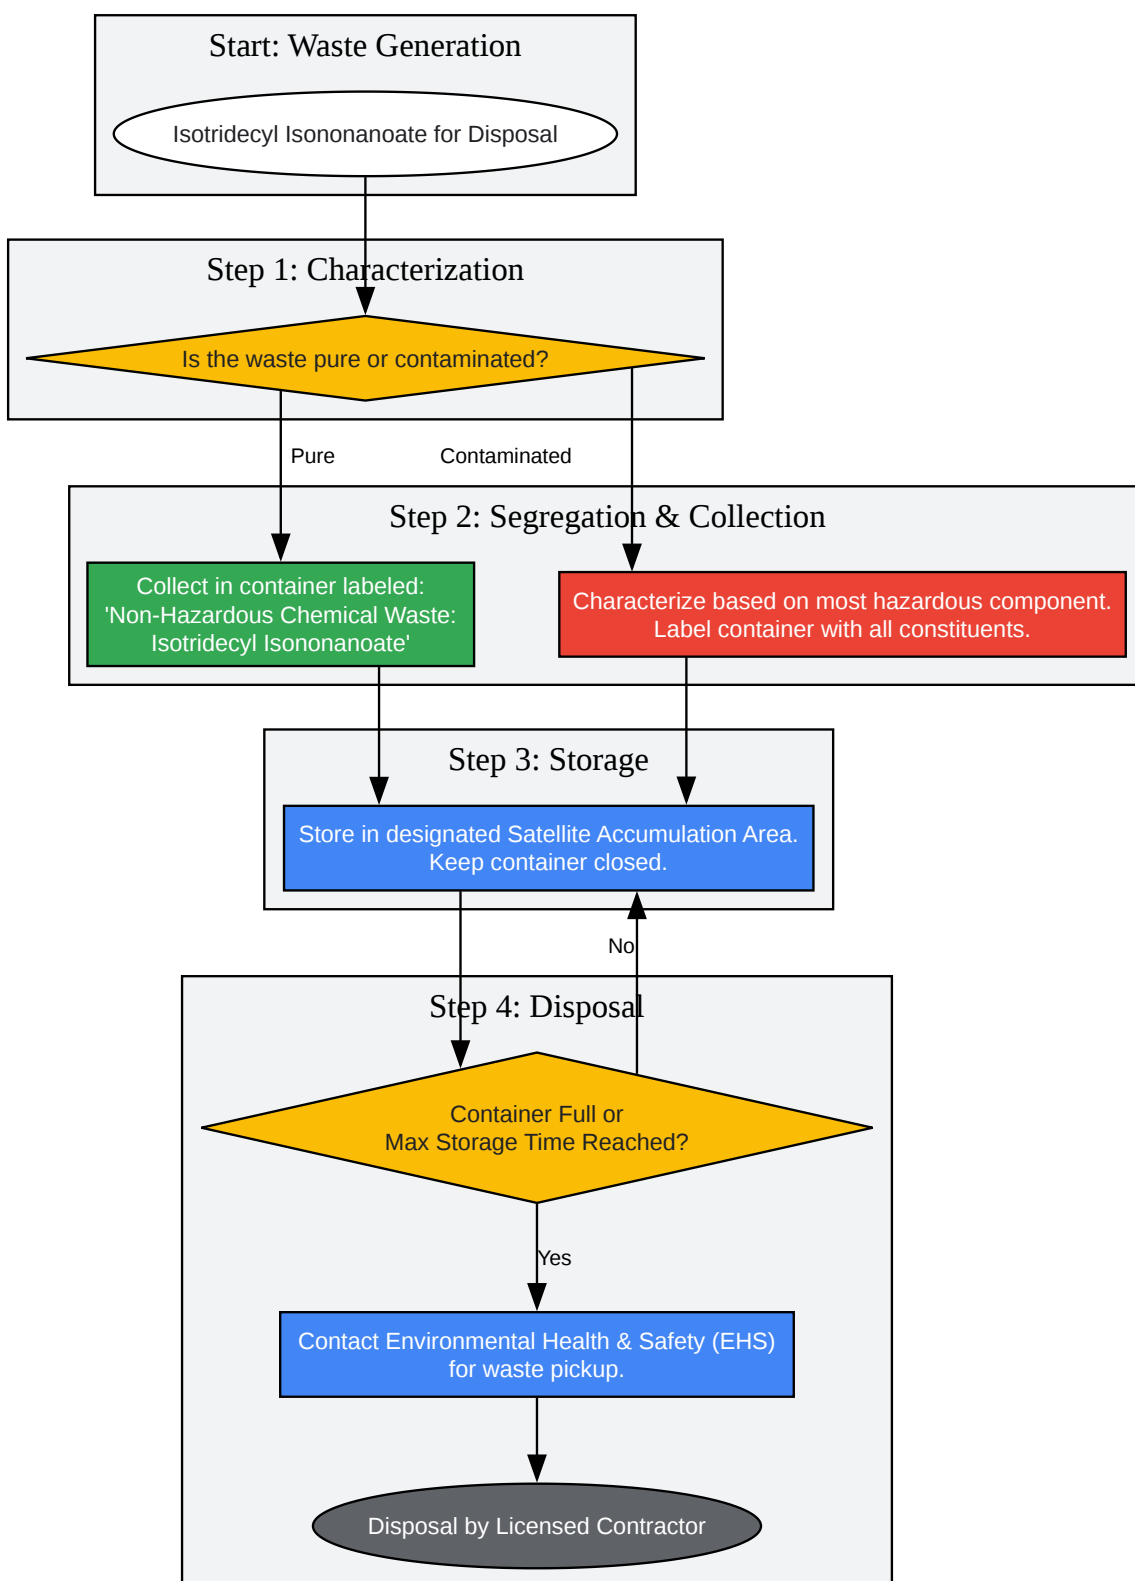 Start: Waste Generation
Isotridecyl Isononanoate for Disposal
Step 1: Characterization
Is the waste pure or contaminated?
Pure
Contaminated
Step 2: Segregation & Collection
Collect in container labeled:
'Non-Hazardous Chemical Waste:
Isotridecyl Isononanoate'
Characterize based on most hazardous component.
Label container with all constituents.
Step 3: Storage
Store in designated Satellite Accumulation Area.
Keep container closed.
No
Step 4: Disposal
Container Full or
Max Storage Time Reached?
Yes
Contact Environmental Health & Safety (EHS)
for waste pickup.
Disposal by Licensed Contractor